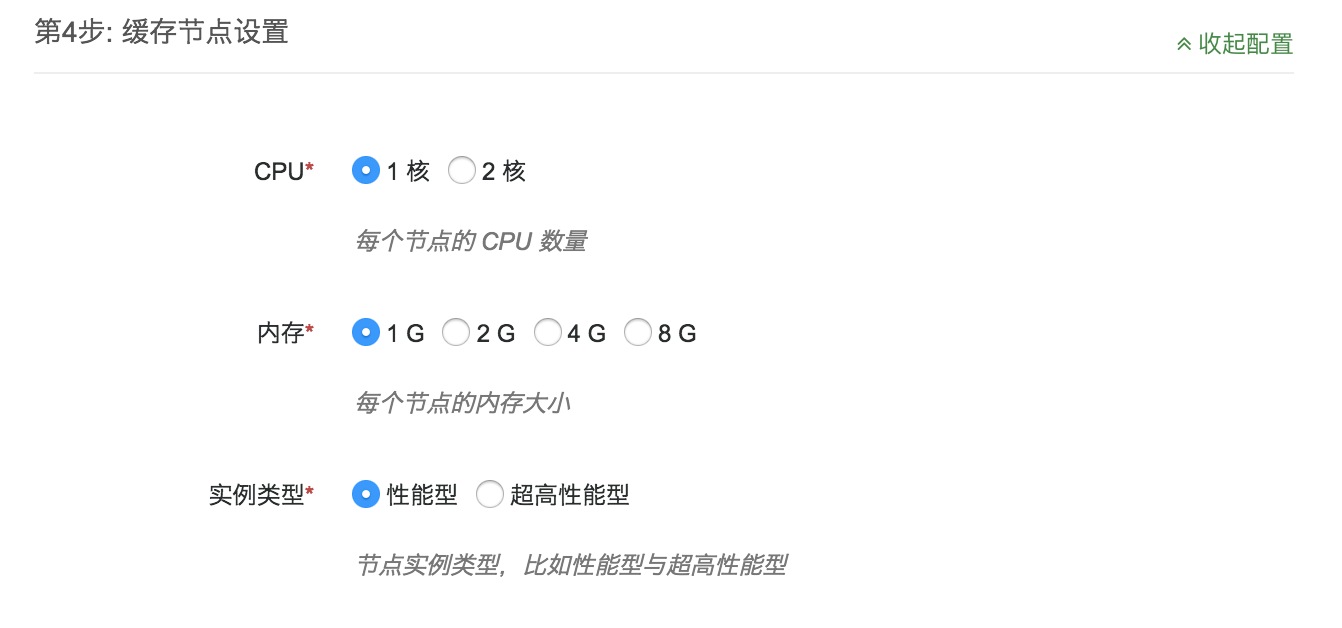 第4步: 缓存节点设置
收起配置
CPU* 1 核 2 核
每个节点的 CPU 数量
内存* 1 G 2 G 4 G 8 G
每个节点的内存大小
实例类型* 性能型 超高性能型
节点实例类型，比如性能型与超高性能型